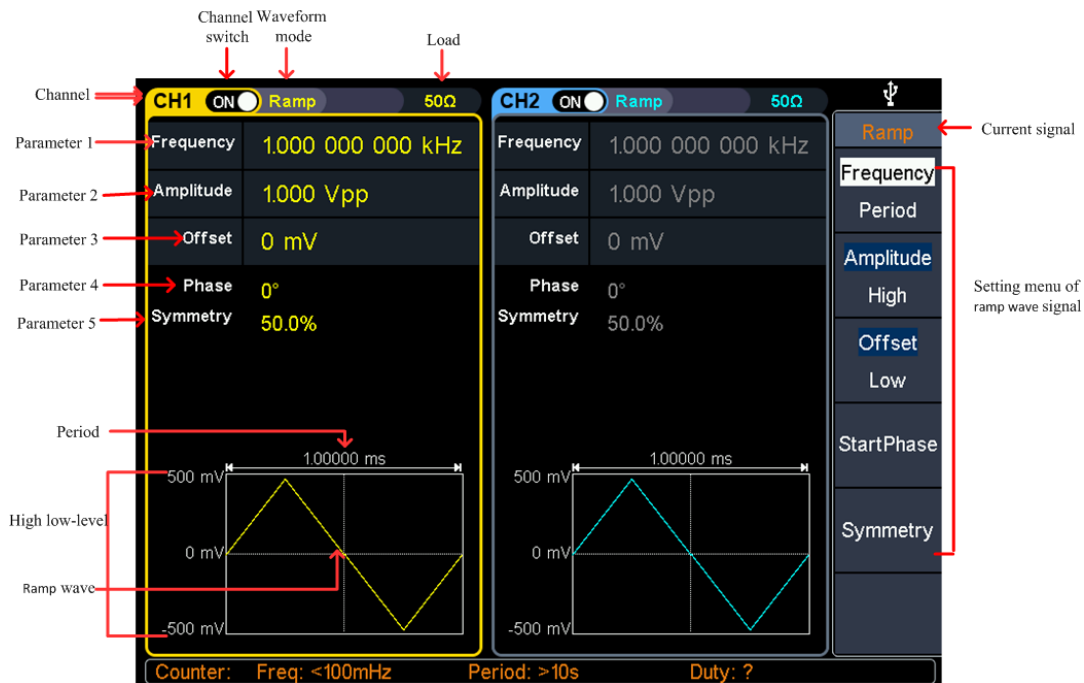 Channel switch
Waveform mode
Load
Channel
CH1 ON Ramp 50Ω
CH2 ON Ramp 50Ω
Ramp
Current signal
Parameter 1
Frequency 1.000 000 000 kHz
Frequency 1.000 000 000 kHz
Frequency
Period
Parameter 2
Amplitude 1.000 Vpp
Amplitude 1.000 Vpp
Parameter 3
Offset 0 mV
Offset 0 mV
Amplitude
High
Parameter 4
Phase 0°
Phase 0°
Setting menu of
ramp wave signal
Parameter 5
Symmetry 50.0%
Symmetry 50.0%
Offset
Low
StartPhase
Symmetry
Period
1.00000 ms
1.00000 ms
500 mV
500 mV
High low-level
0 mV
0 mV
Ramp wave
-500 mV
-500 mV
Counter: Freq: <100mHz Period: >10s Duty: ?